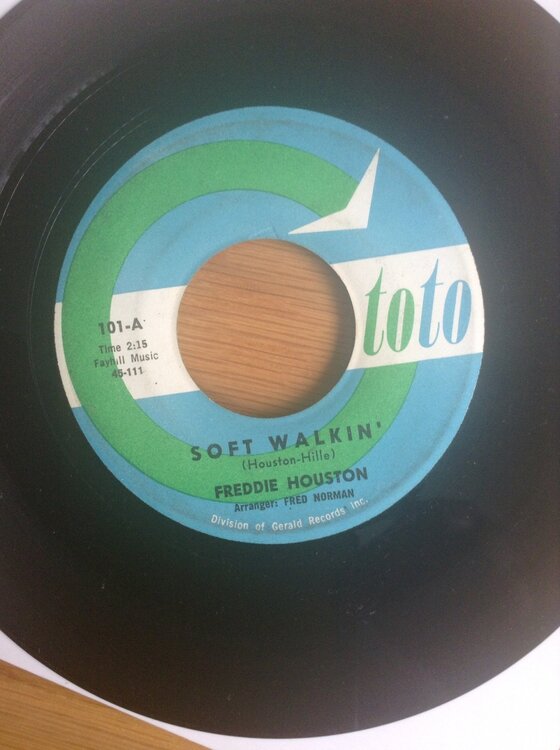 toto
101-A
Time 2:15
Fayhill Music
45-111
SOFT WALKIN'
(Houston-Hille)
FREDDIE HOUSTON
Arranger: FRED NORMAN
Division of Gerald Records Inc.